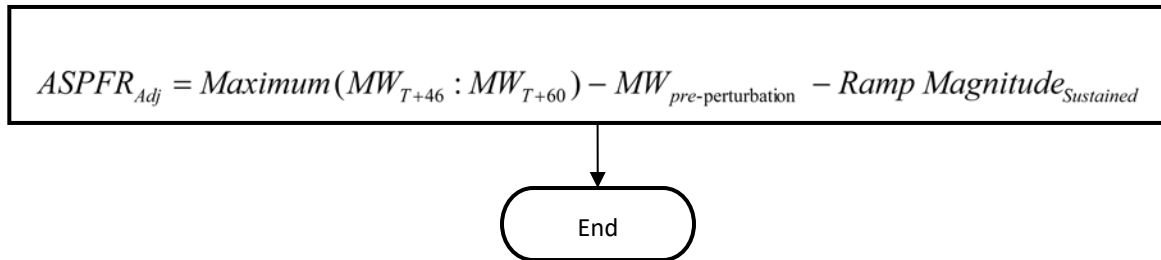 ASPFR_Adj = Maximum(MW_T+46 : MW_T+60) − MW_pre-perturbation − Ramp Magnitude_Sustained
End